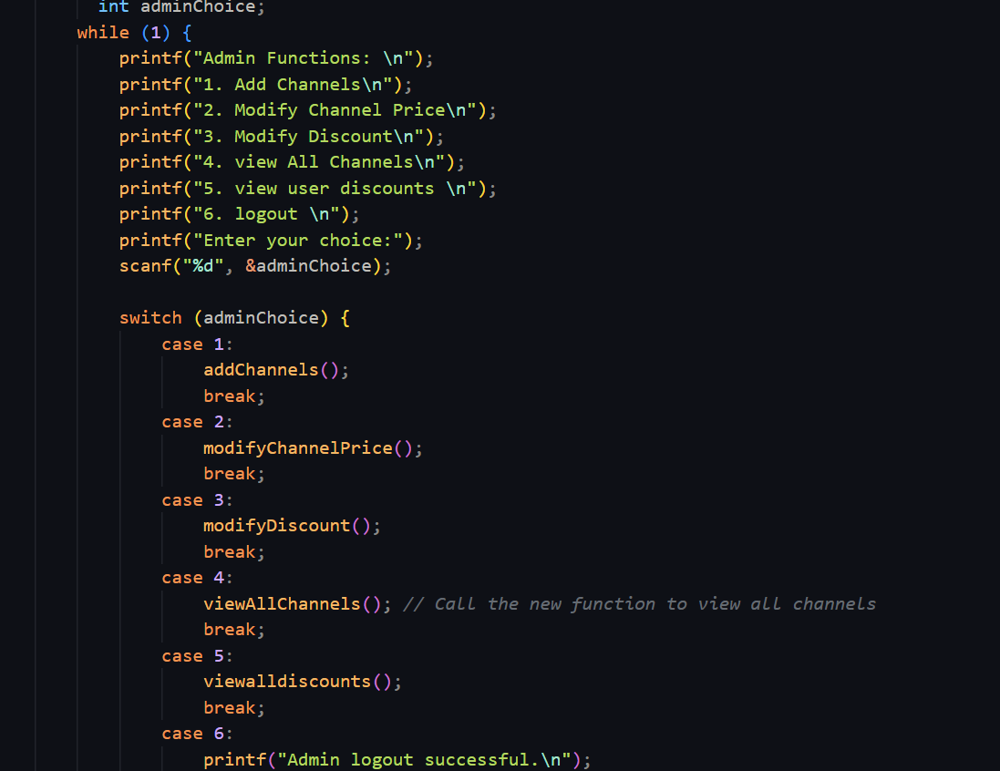 int adminChoice;
while (1) {
printf("Admin Functions: \n");
printf("1. Add Channels\n");
printf("2. Modify Channel Price\n");
printf("3. Modify Discount\n");
printf("4. view All Channels\n");
printf("5. view user discounts \n");
printf("6. logout \n");
printf("Enter your choice:");
scanf("%d", &adminChoice);
switch (adminChoice) {
case 1:
addChannels();
break;
case 2:
modifyChannelPrice();
break;
case 3:
modifyDiscount();
break;
case 4:
viewAllChannels(); // Call the new function to view all channels
break;
case 5:
viewalldiscounts();
break;
case 6:
printf("Admin logout successful.\n");